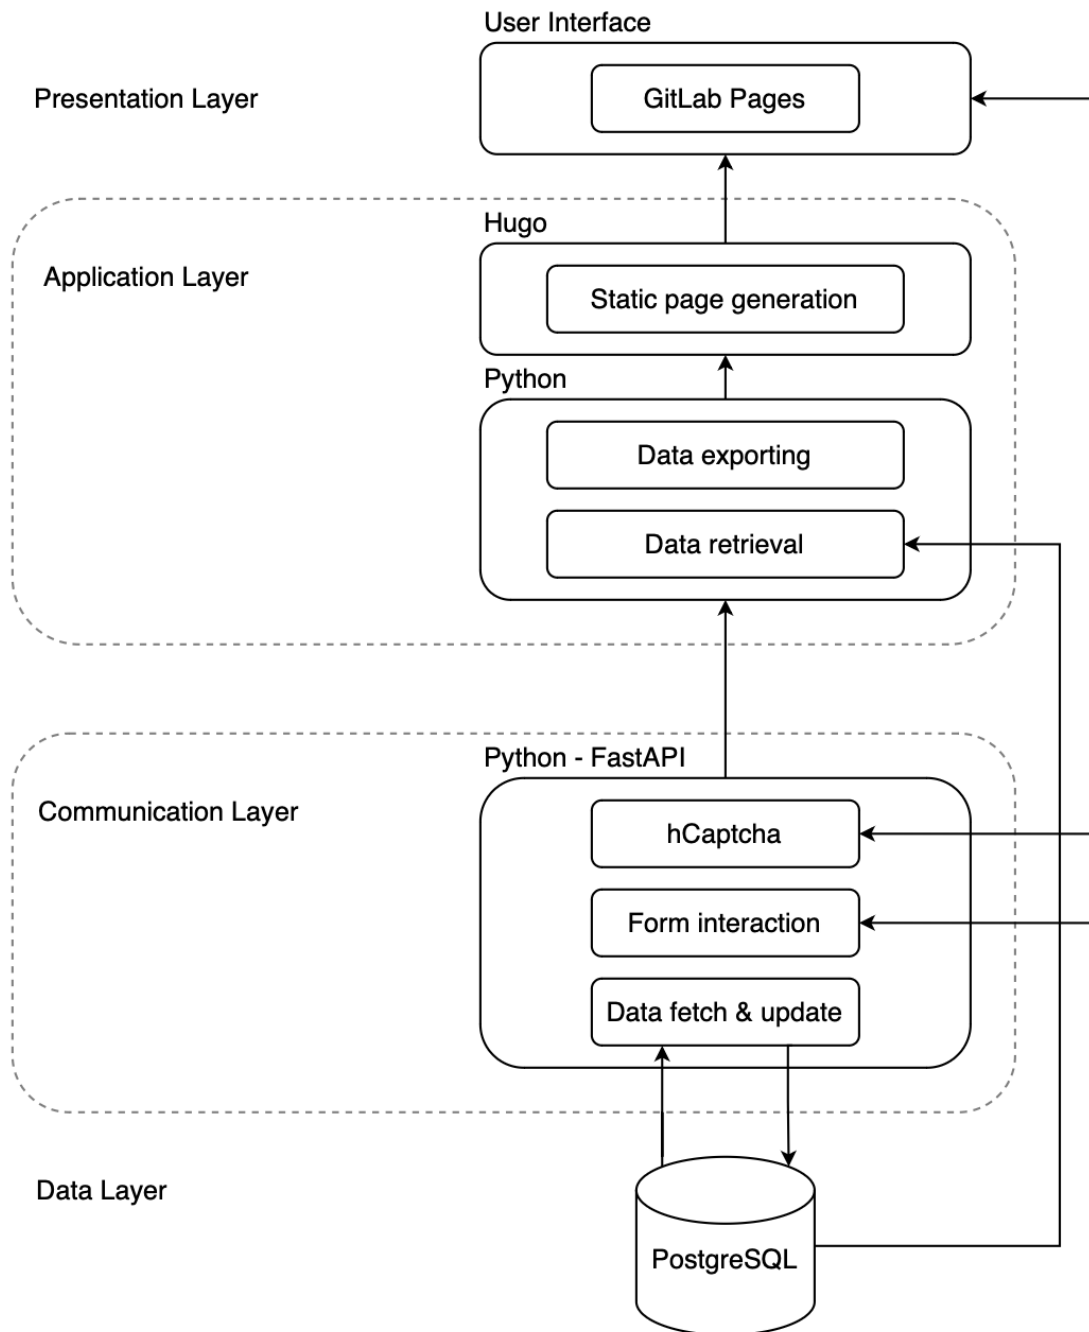 User Interface
Presentation Layer
GitLab Pages
Hugo
Application Layer
Static page generation
Python
Data exporting
Data retrieval
Python - FastAPI
Communication Layer
hCaptcha
Form interaction
Data fetch & update
Data Layer
PostgreSQL